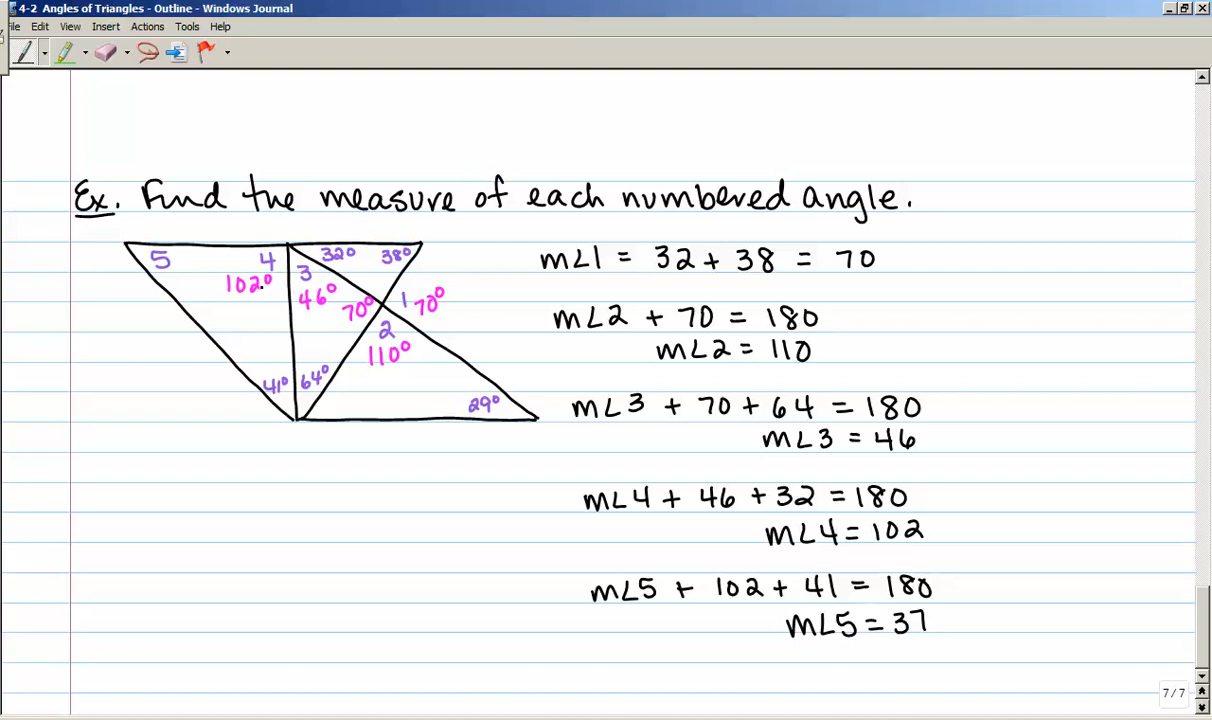 4-2 Angles of Triangles - Outline - Windows Journal
File Edit View Insert Actions Tools Help
Ex. Find the measure of each numbered angle.
5 4 32° 38°
102° 3
46° 70° 1 70°
2
110°
41° 64°
29°
m∠1 = 32 + 38 = 70
m∠2 + 70 = 180
m∠2 = 110
m∠3 + 70 + 64 = 180
m∠3 = 46
m∠4 + 46 + 32 = 180
m∠4 = 102
m∠5 + 102 + 41 = 180
m∠5 = 37
7 / 7